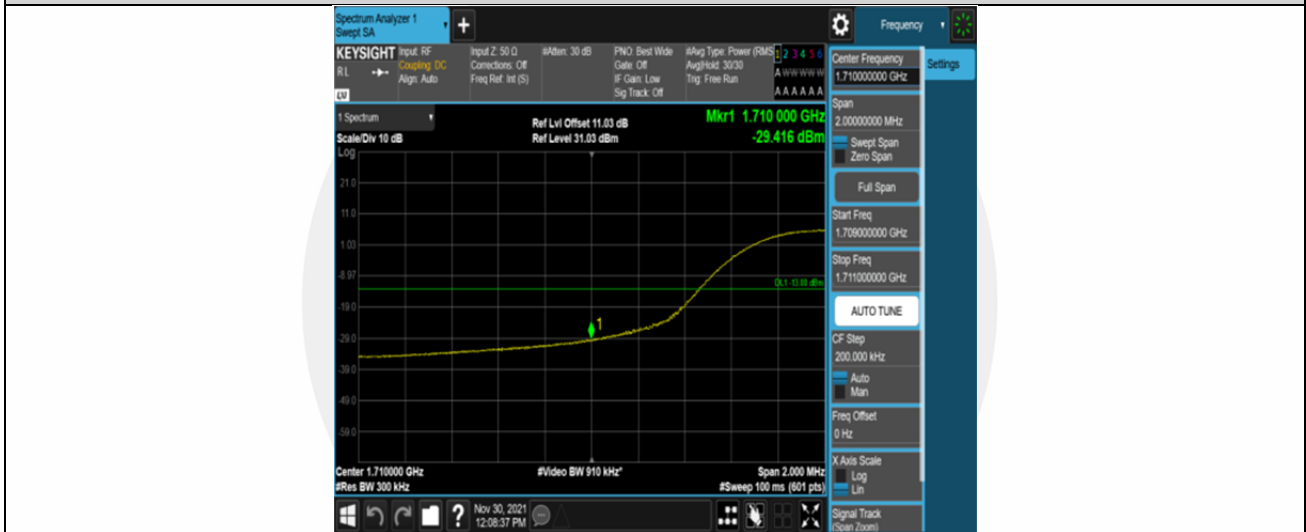 Spectrum Analyzer 1
Swept SA
+
Frequency
KEYSIGHT
R L
LXI
Input: RF
Coupling: DC
Align: Auto
Input Z: 50 Ω
Corrections: Off
Freq Ref: Int (S)
#Atten: 30 dB
PNO: Best Wide
Gate: Off
IF Gain: Low
Sig Track: Off
#Avg Type: Power (RMS
Avg|Hold: 30/30
Trig: Free Run
1 2 3 4 5 6
A W W W W W
A A A A A A
1 Spectrum
Scale/Div 10 dB
Log
Ref Lvl Offset 11.03 dB
Ref Level 31.03 dBm
Mkr1 1.710 000 GHz
-29.416 dBm
21.0
11.0
1.03
-8.97
-19.0
-29.0
-39.0
-49.0
-59.0
DL1 -13.00 dBm
1
Center 1.710000 GHz
#Res BW 300 kHz
#Video BW 910 kHz*
Span 2.000 MHz
#Sweep 100 ms (601 pts)
?
Nov 30, 2021
12:08:37 PM
Center Frequency
1.710000000 GHz
Settings
Span
2.00000000 MHz
Swept Span
Zero Span
Full Span
Start Freq
1.709000000 GHz
Stop Freq
1.711000000 GHz
AUTO TUNE
CF Step
200.000 kHz
Auto
Man
Freq Offset
0 Hz
X Axis Scale
Log
Lin
Signal Track
(Span Zoom)